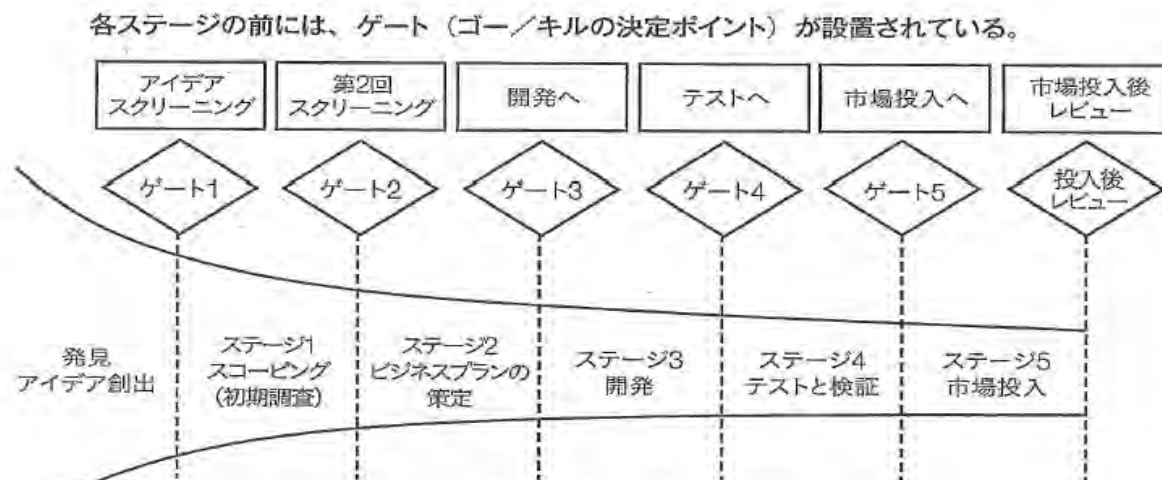 各ステージの前には、ゲート（ゴー／キルの決定ポイント）が設置されている。
アイデア
スクリーニング
第2回
スクリーニング
開発へ
テストへ
市場投入へ
市場投入後
レビュー
ゲート1
ゲート2
ゲート3
ゲート4
ゲート5
投入後
レビュー
発見
アイデア創出
ステージ1
スコーピング
(初期調査)
ステージ2
ビジネスプランの
策定
ステージ3
開発
ステージ4
テストと検証
ステージ5
市場投入